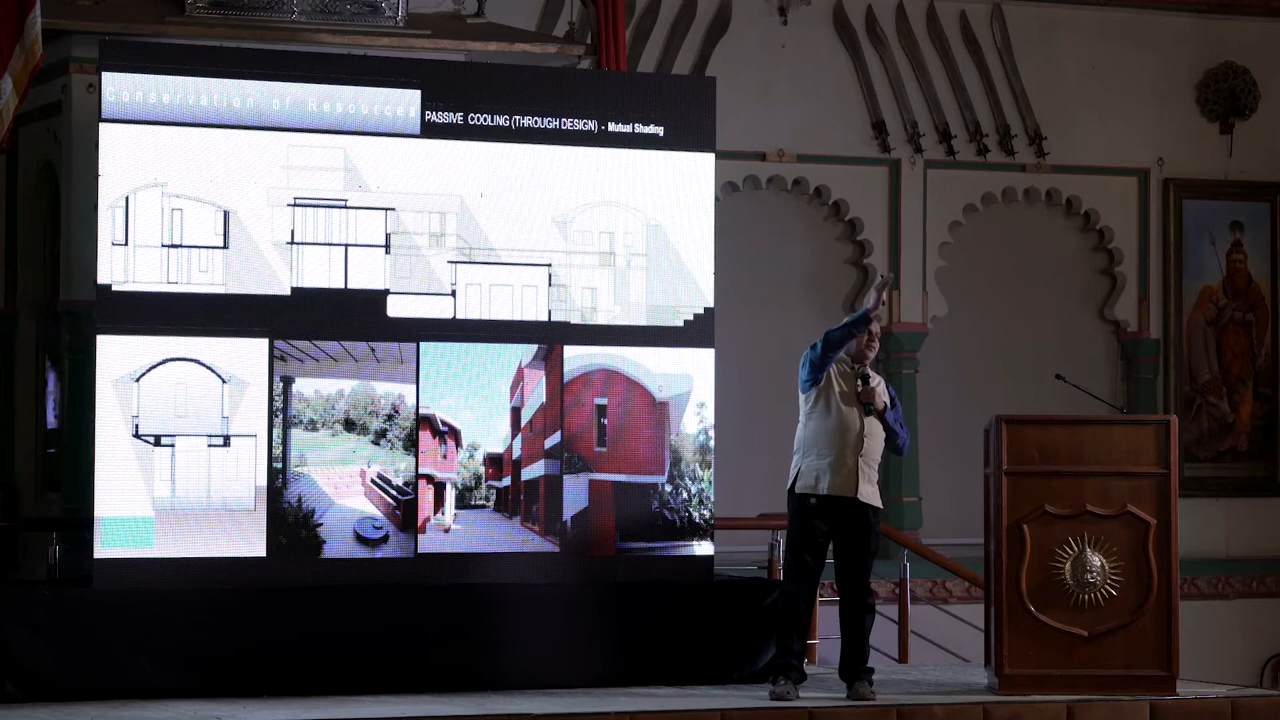 Conservation of Resources
PASSIVE COOLING (THROUGH DESIGN) - Mutual Shading